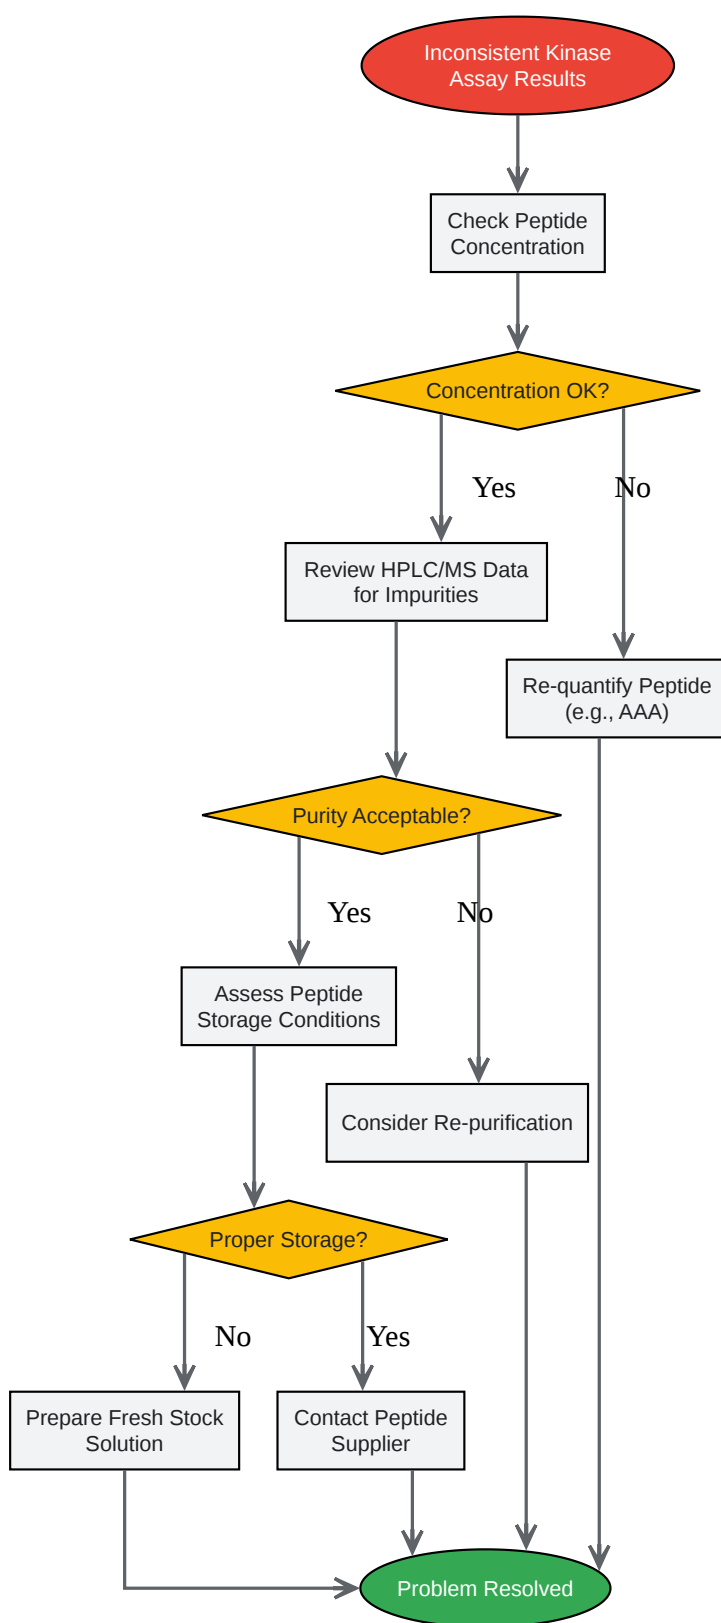 Inconsistent Kinase
Assay Results
Check Peptide
Concentration
Concentration OK?
Yes
No
Review HPLC/MS Data
for Impurities
Re-quantify Peptide
(e.g., AAA)
Purity Acceptable?
Yes
No
Assess Peptide
Storage Conditions
Consider Re-purification
Proper Storage?
No
Yes
Prepare Fresh Stock
Solution
Contact Peptide
Supplier
Problem Resolved